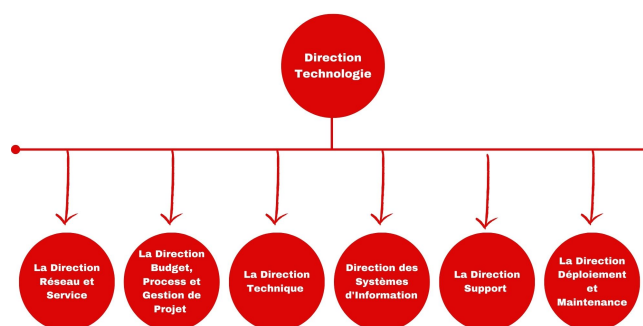 Direction
Technologie
La Direction
Réseau et
Service
La Direction
Budget,
Process et
Gestion de
Projet
La Direction
Technique
Direction des
Systèmes
d'Information
La Direction
Support
La Direction
Déploiement
et
Maintenance